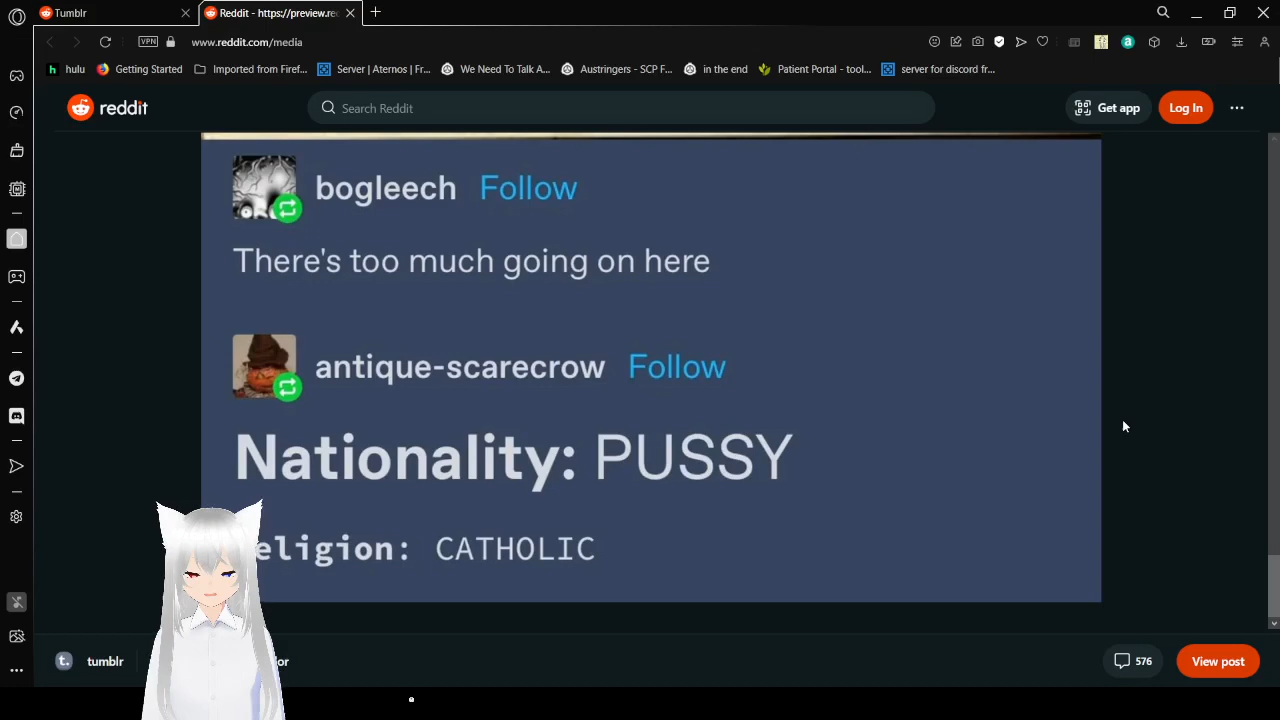 Tumblr
Reddit - https://preview.re
VPN
www.reddit.com/media
hulu
Getting Started
Imported from Firef...
Server | Aternos | Fr...
We Need To Talk A...
Austringers - SCP F...
in the end
Patient Portal - tool...
server for discord fr...
reddit
Search Reddit
Get app
Log In
bogleech Follow
There's too much going on here
antique-scarecrow Follow
Nationality: PUSSY
eligion: CATHOLIC
t. tumblr
576
View post